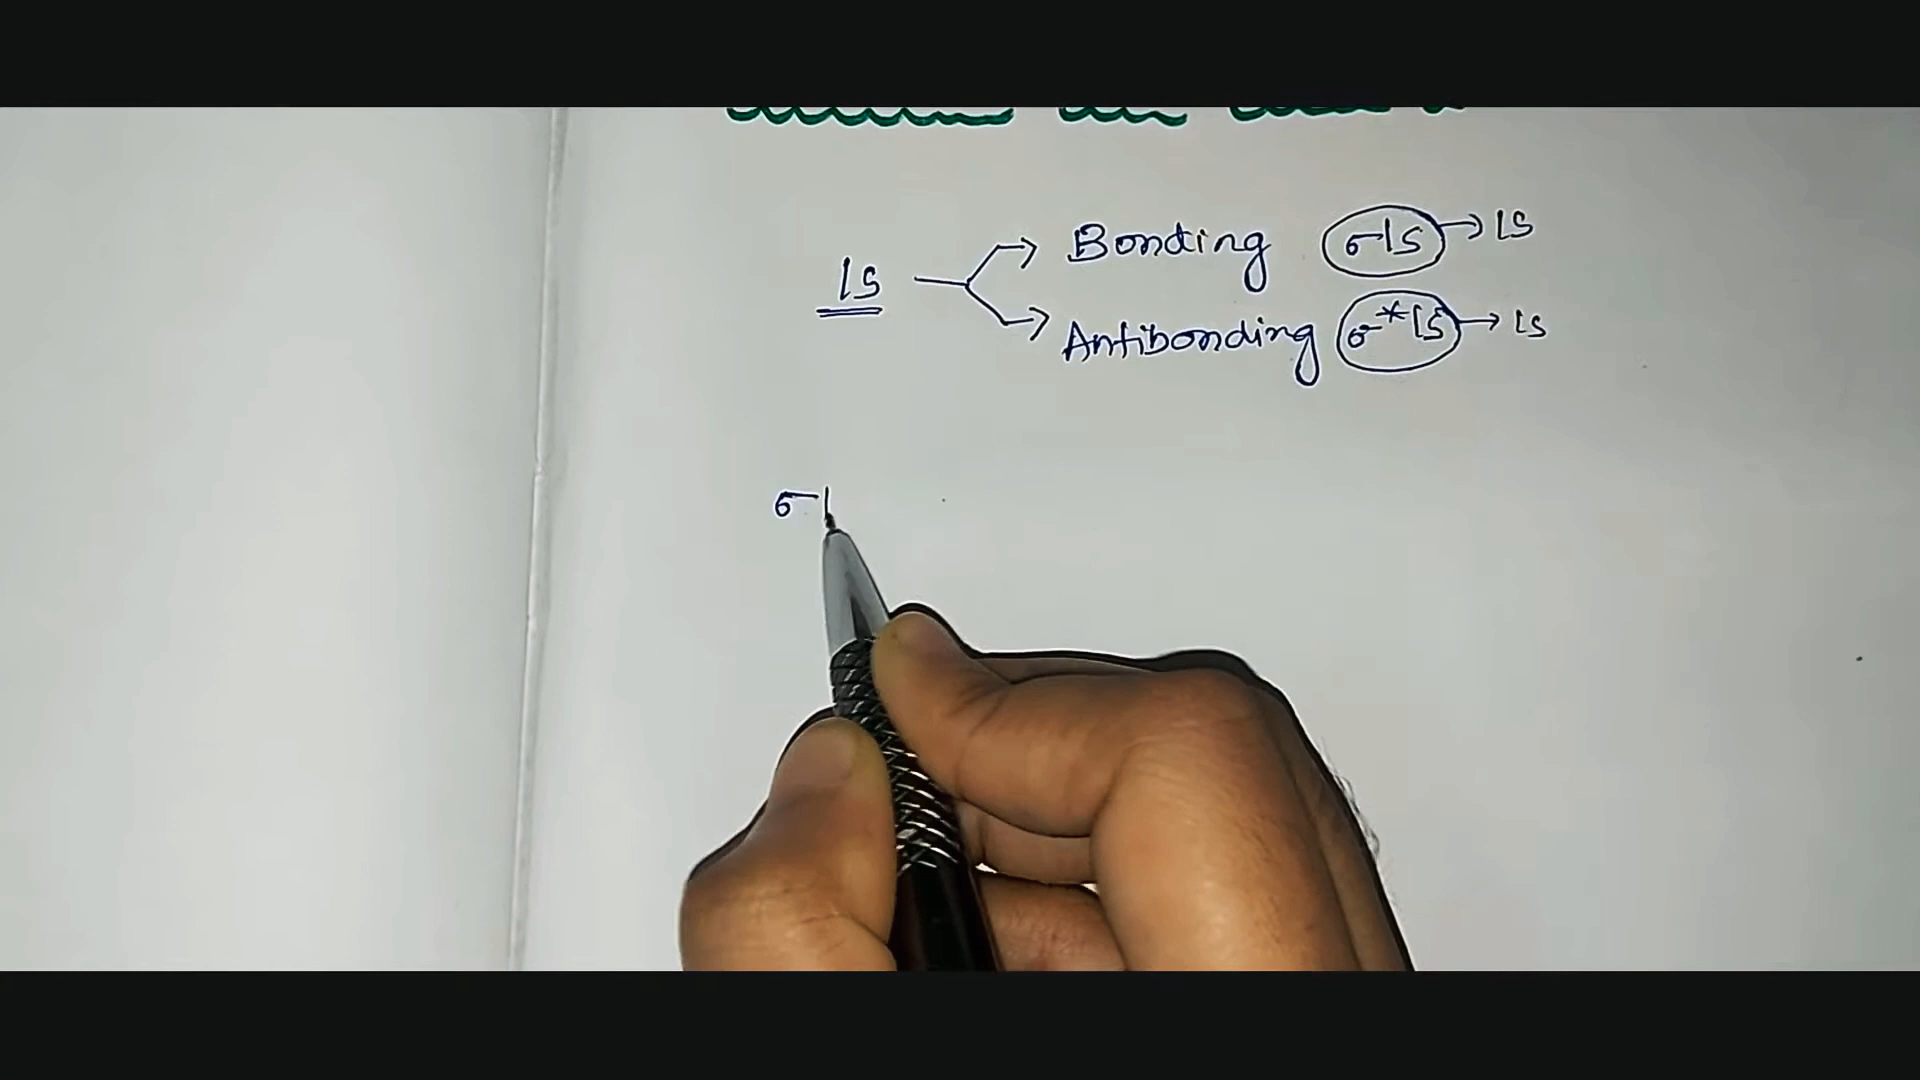 Bonding σ1s → 1s
1s
Antibonding σ*1s → 1s
σ1